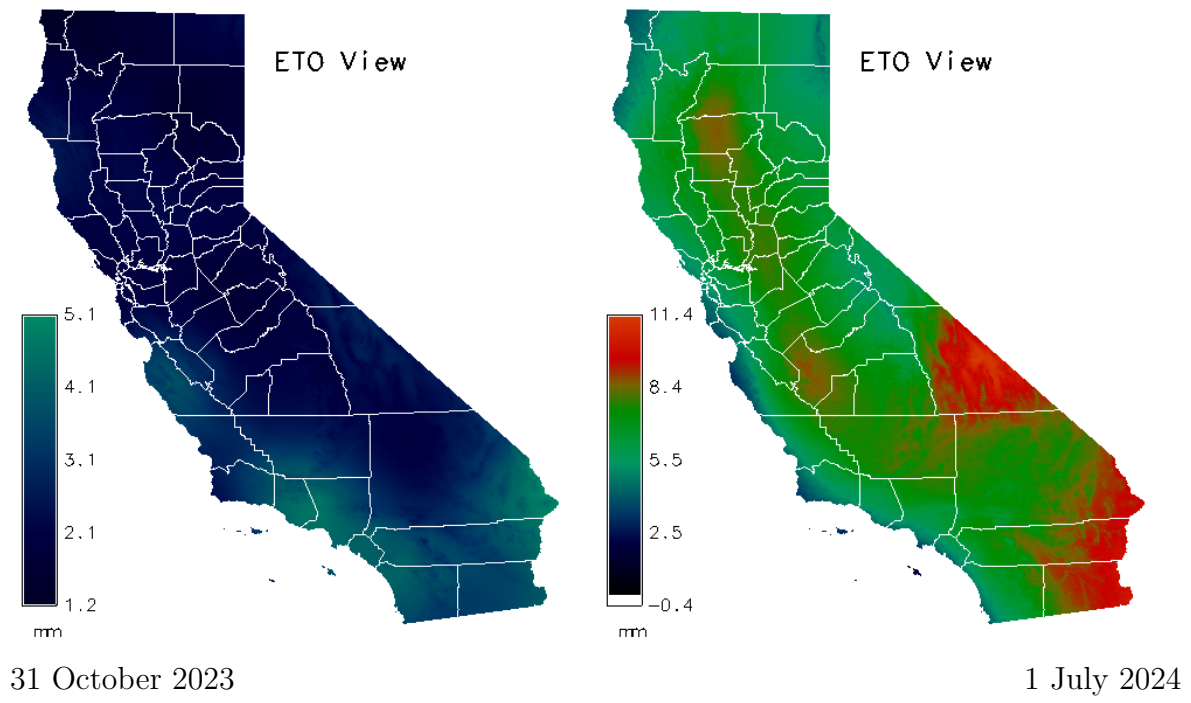 ETO View
5.1
4.1
3.1
2.1
1.2
mm
31 October 2023
ETO View
11.4
8.4
5.5
2.5
−0.4
mm
1 July 2024